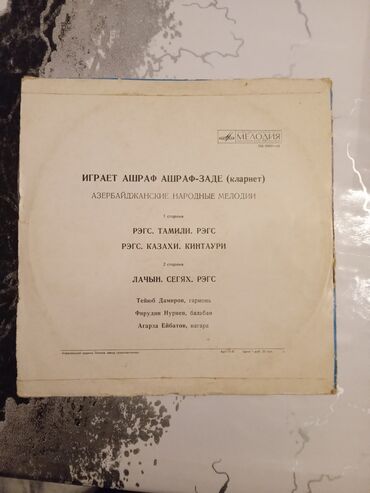 МЕЛОДИЯ
ИГРАЕТ АШРАФ АШРАФ-ЗАДЕ (кларнет)
АЗЕРБАЙДЖАНСКИЕ НАРОДНЫЕ МЕЛОДИИ
1 сторона
РЭГС. ТАМИЛИ. РЭГС
РЭГС. КАЗАХИ. КИНТАУРИ
2 сторона
ЛАЧЫН. СЕГЯХ. РЭГС
Тейюб Дамиров, гармонь
Фирудин Нуриев, балабан
Агарза Ейбатов, нагара